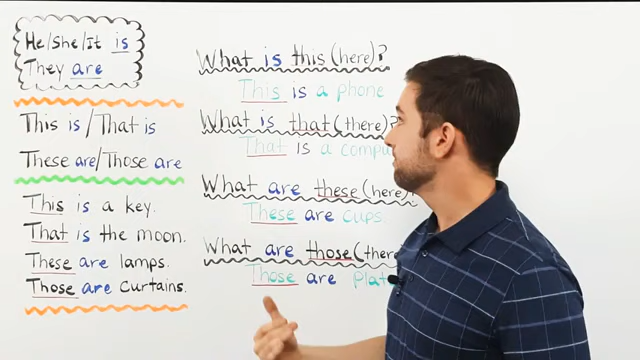 He/She/It is
They are
This is/That is
These are/Those are
This is a key.
That is the moon.
These are lamps.
Those are curtains.
What is this (here)?
This is a phone
What is that (there)?
That is a
What are these (here)?
These are cups.
What are those (there
Those are